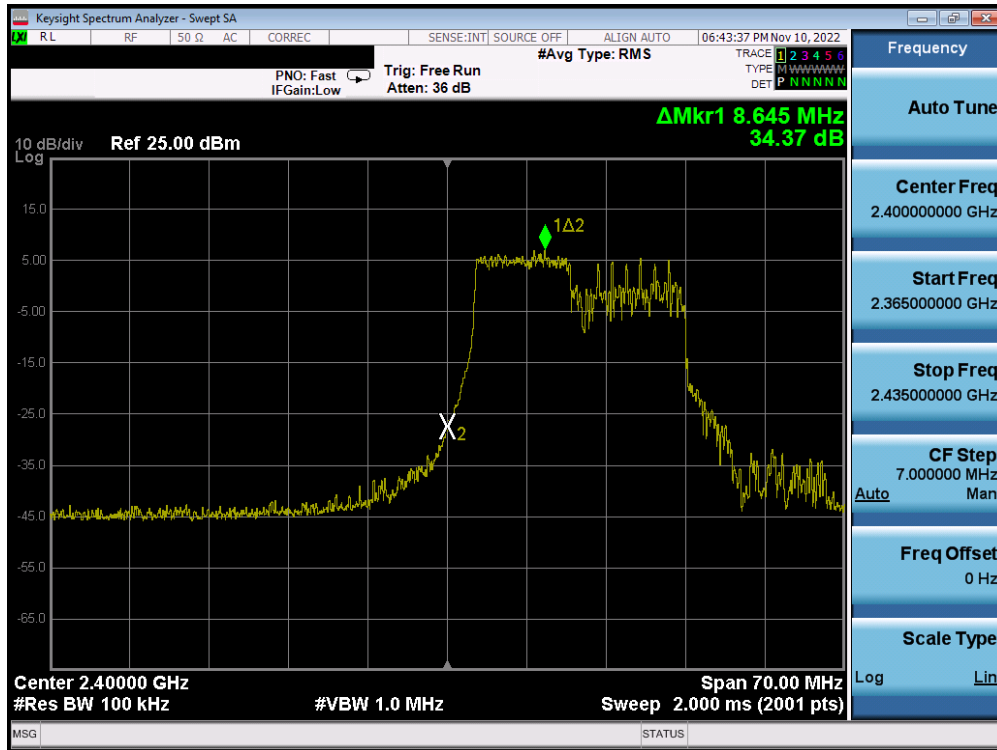 Keysight Spectrum Analyzer - Swept SA
LXI RL RF 50 Ω AC CORREC SENSE:INT SOURCE OFF ALIGN AUTO 06:43:37 PM Nov 10, 2022
#Avg Type: RMS
TRACE 1 2 3 4 5 6
PNO: Fast Trig: Free Run
TYPE M WWWWW
IFGain:Low Atten: 36 dB
DET P N N N N N
ΔMkr1 8.645 MHz
34.37 dB
10 dB/div Ref 25.00 dBm
Log
15.0
5.00
-5.00
-15.0
-25.0
-35.0
-45.0
-55.0
-65.0
1Δ2
X2
Center 2.40000 GHz Span 70.00 MHz
#Res BW 100 kHz #VBW 1.0 MHz Sweep 2.000 ms (2001 pts)
MSG STATUS
Frequency
Auto Tune
Center Freq
2.400000000 GHz
Start Freq
2.365000000 GHz
Stop Freq
2.435000000 GHz
CF Step
7.000000 MHz
Auto Man
Freq Offset
0 Hz
Scale Type
Log Lin